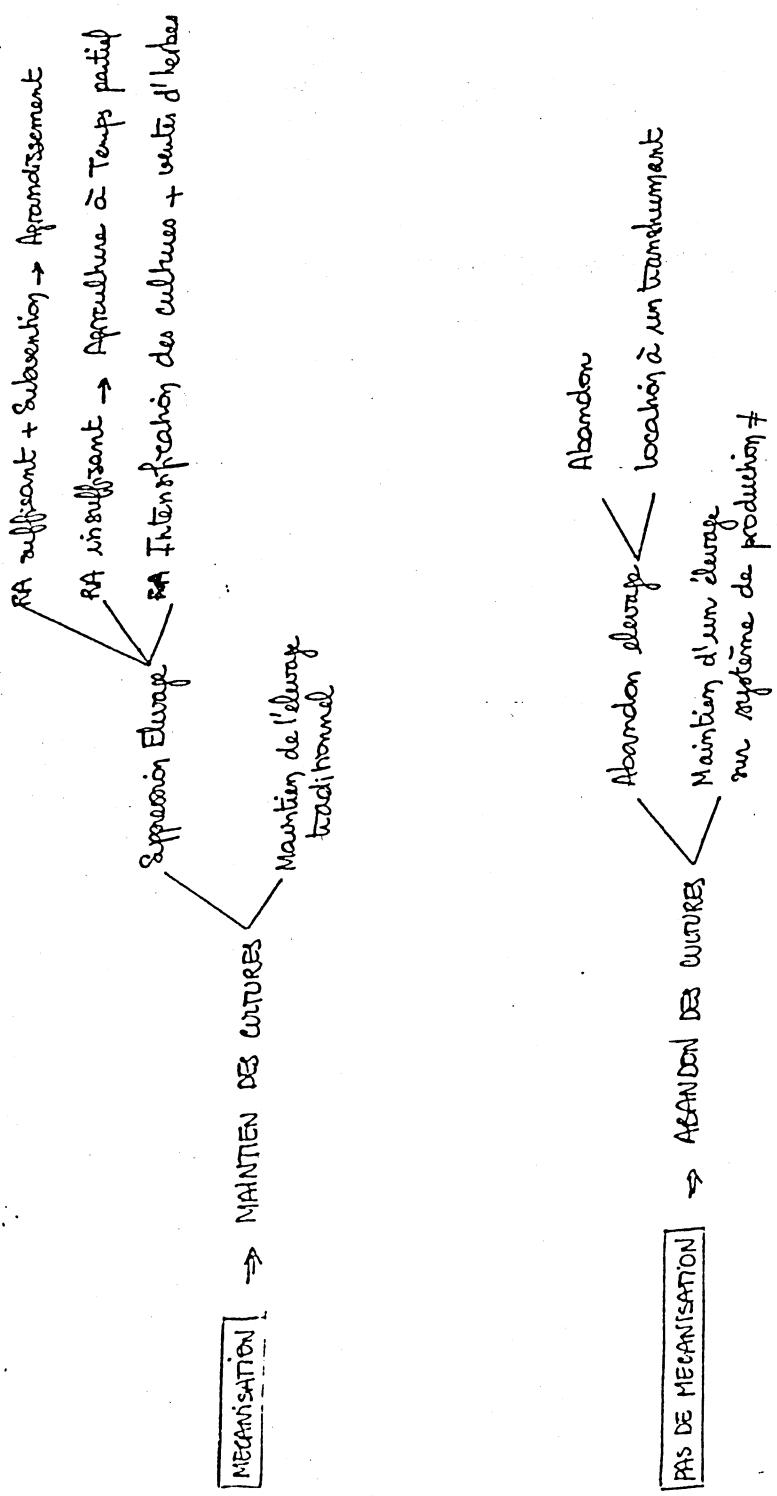 RA suffisant + Subvention → Agrandissement
RA insuffisant → Agriculture à Temps partiel
RA Intensification des cultures + ventes d'herbes
Suppression Elevage
Maintien de l'élevage
traditionnel
MECANISATION ⇒ MAINTIEN DES CULTURES
Abandon
Location à un transhumant
Abandon elevage
Maintien d'un élevage
sur système de production ≠
PAS DE MECANISATION ⇒ ABANDON DES CULTURES